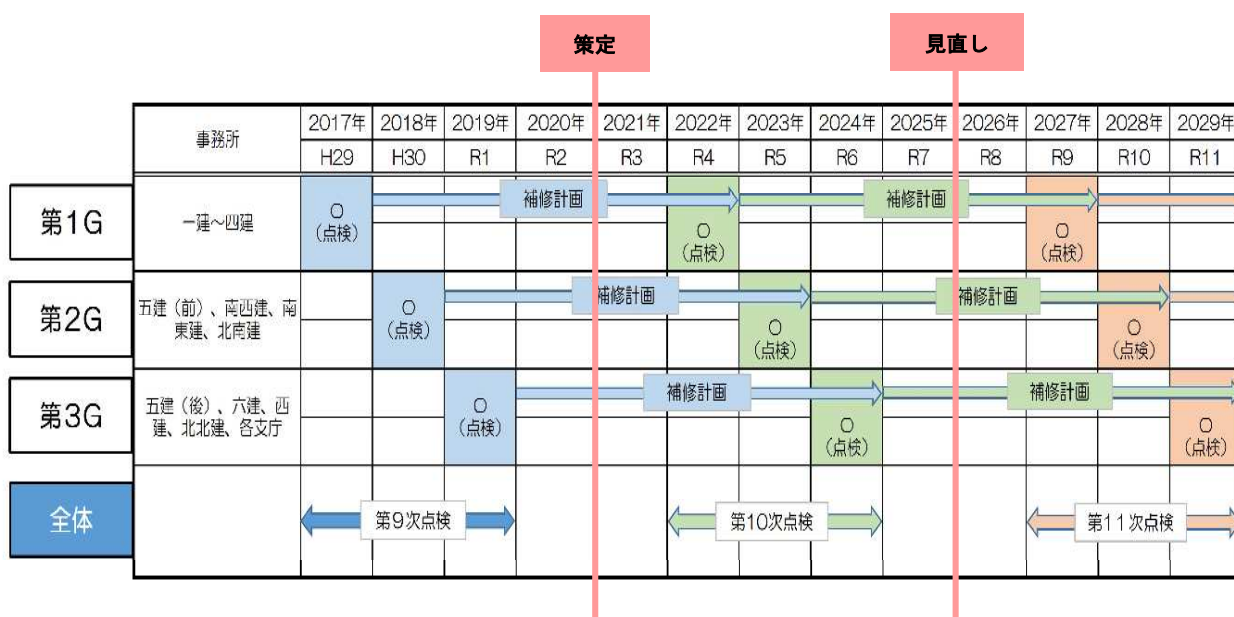 策定
見直し
事務所
2017年 2018年 2019年 2020年 2021年 2022年 2023年 2024年 2025年 2026年 2027年 2028年 2029年
H29 H30 R1 R2 R3 R4 R5 R6 R7 R8 R9 R10 R11
第1G
一建~四建
○
(点検)
補修計画
○
(点検)
補修計画
○
(点検)
第2G
五建(前)、南西建、南
東建、北南建
○
(点検)
補修計画
○
(点検)
補修計画
○
(点検)
第3G
五建(後)、六建、西
建、北北建、各支庁
○
(点検)
補修計画
○
(点検)
補修計画
○
(点検)
全体
第9次点検
第10次点検
第11次点検